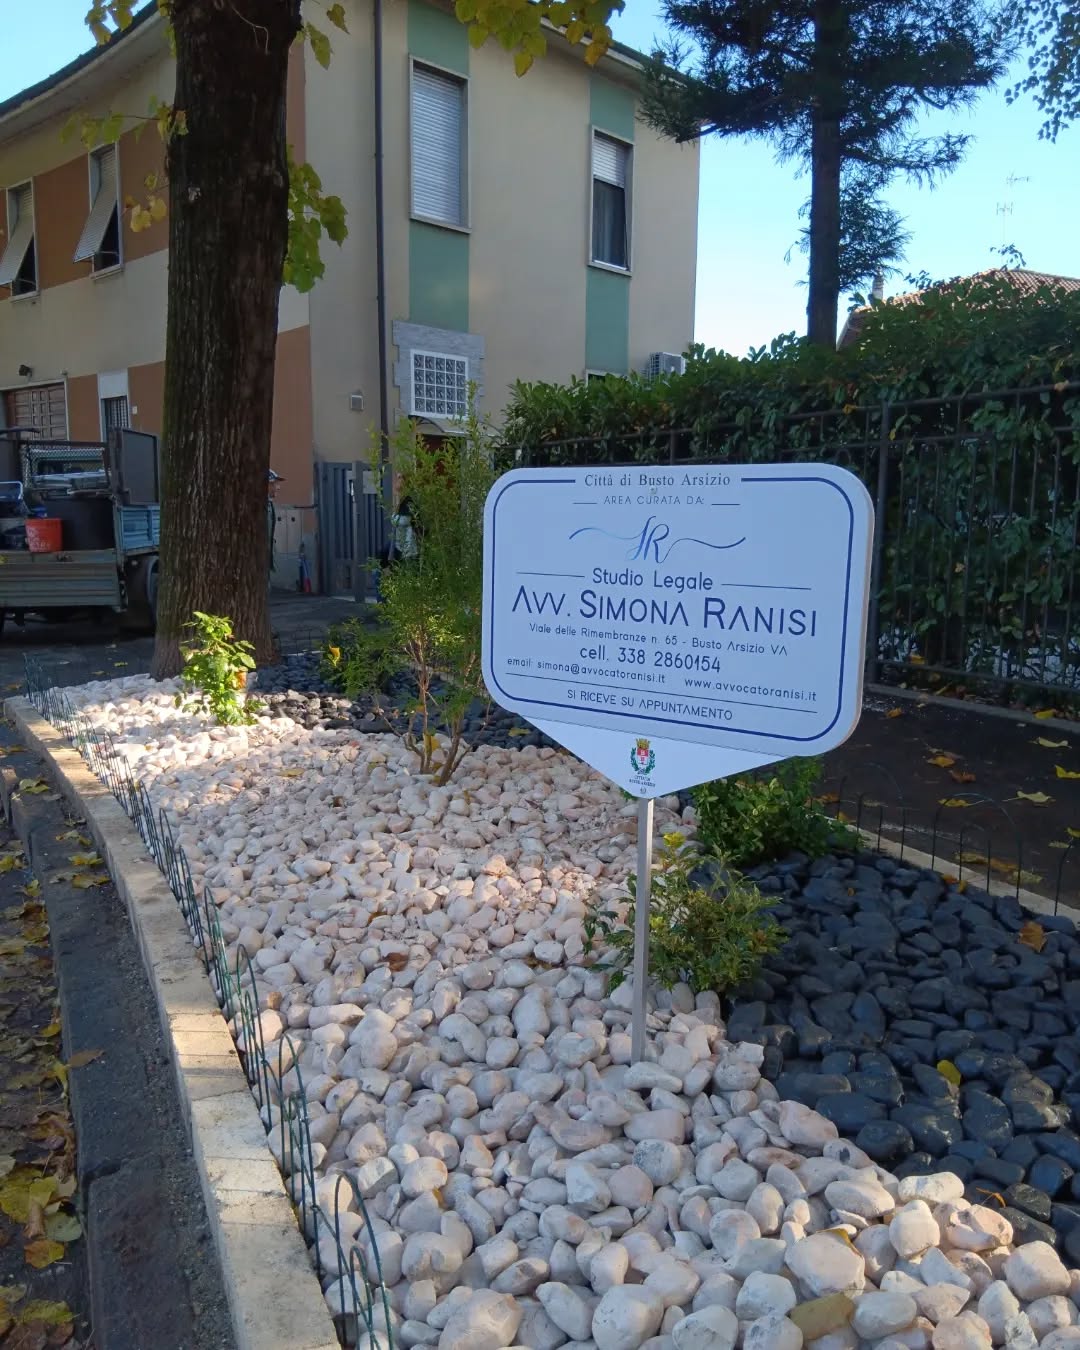 Città di Busto Arsizio
AREA CURATA DA:
SR
Studio Legale
Avv. SIMONA RANISI
Viale delle Rimembranze n. 65 - Busto Arsizio VA
cell. 338 2860154
email: simona@avvocatoranisi.it www.avvocatoranisi.it
SI RICEVE SU APPUNTAMENTO